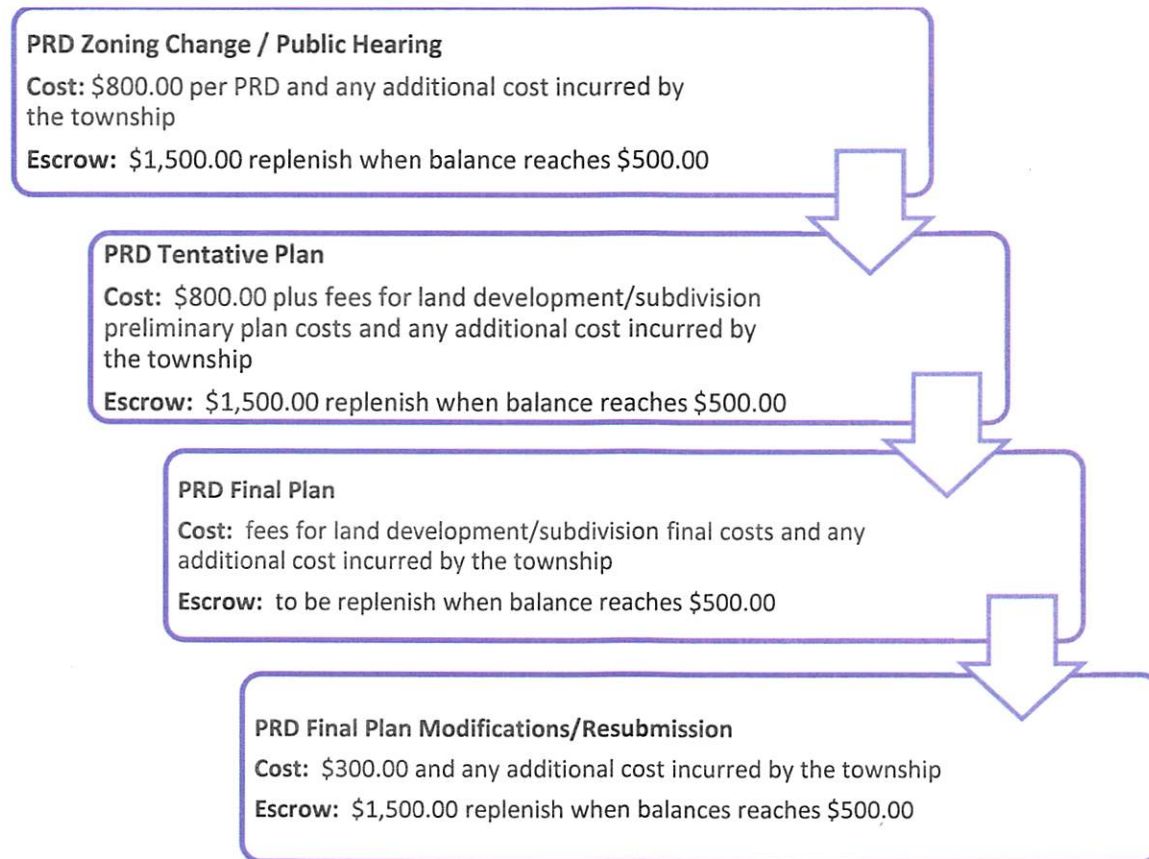 PRD Zoning Change / Public Hearing
Cost: $800.00 per PRD and any additional cost incurred by
the township
Escrow: $1,500.00 replenish when balance reaches $500.00
PRD Tentative Plan
Cost: $800.00 plus fees for land development/subdivision
preliminary plan costs and any additional cost incurred by
the township
Escrow: $1,500.00 replenish when balance reaches $500.00
PRD Final Plan
Cost: fees for land development/subdivision final costs and any
additional cost incurred by the township
Escrow: to be replenish when balance reaches $500.00
PRD Final Plan Modifications/Resubmission
Cost: $300.00 and any additional cost incurred by the township
Escrow: $1,500.00 replenish when balances reaches $500.00